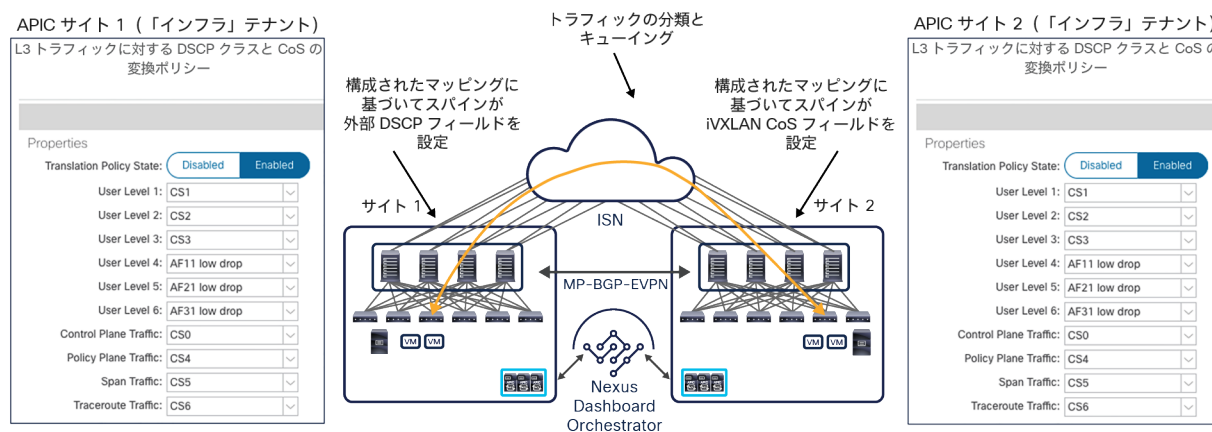 APIC サイト 1（「インフラ」テナント）
L3 トラフィックに対する DSCP クラスと CoS の
変換ポリシー
Properties
Translation Policy State: Disabled Enabled
User Level 1: CS1
User Level 2: CS2
User Level 3: CS3
User Level 4: AF11 low drop
User Level 5: AF21 low drop
User Level 6: AF31 low drop
Control Plane Traffic: CS0
Policy Plane Traffic: CS4
Span Traffic: CS5
Traceroute Traffic: CS6
トラフィックの分類と
キューイング
構成されたマッピングに
基づいてスパインが
外部 DSCP フィールドを
設定
構成されたマッピングに
基づいてスパインが
iVXLAN CoS フィールドを
設定
サイト 1
ISN
サイト 2
MP-BGP-EVPN
VM VM
VM VM
Nexus
Dashboard
Orchestrator
APIC サイト 2（「インフラ」テナント）
L3 トラフィックに対する DSCP クラスと CoS の
変換ポリシー
Properties
Translation Policy State: Disabled Enabled
User Level 1: CS1
User Level 2: CS2
User Level 3: CS3
User Level 4: AF11 low drop
User Level 5: AF21 low drop
User Level 6: AF31 low drop
Control Plane Traffic: CS0
Policy Plane Traffic: CS4
Span Traffic: CS5
Traceroute Traffic: CS6